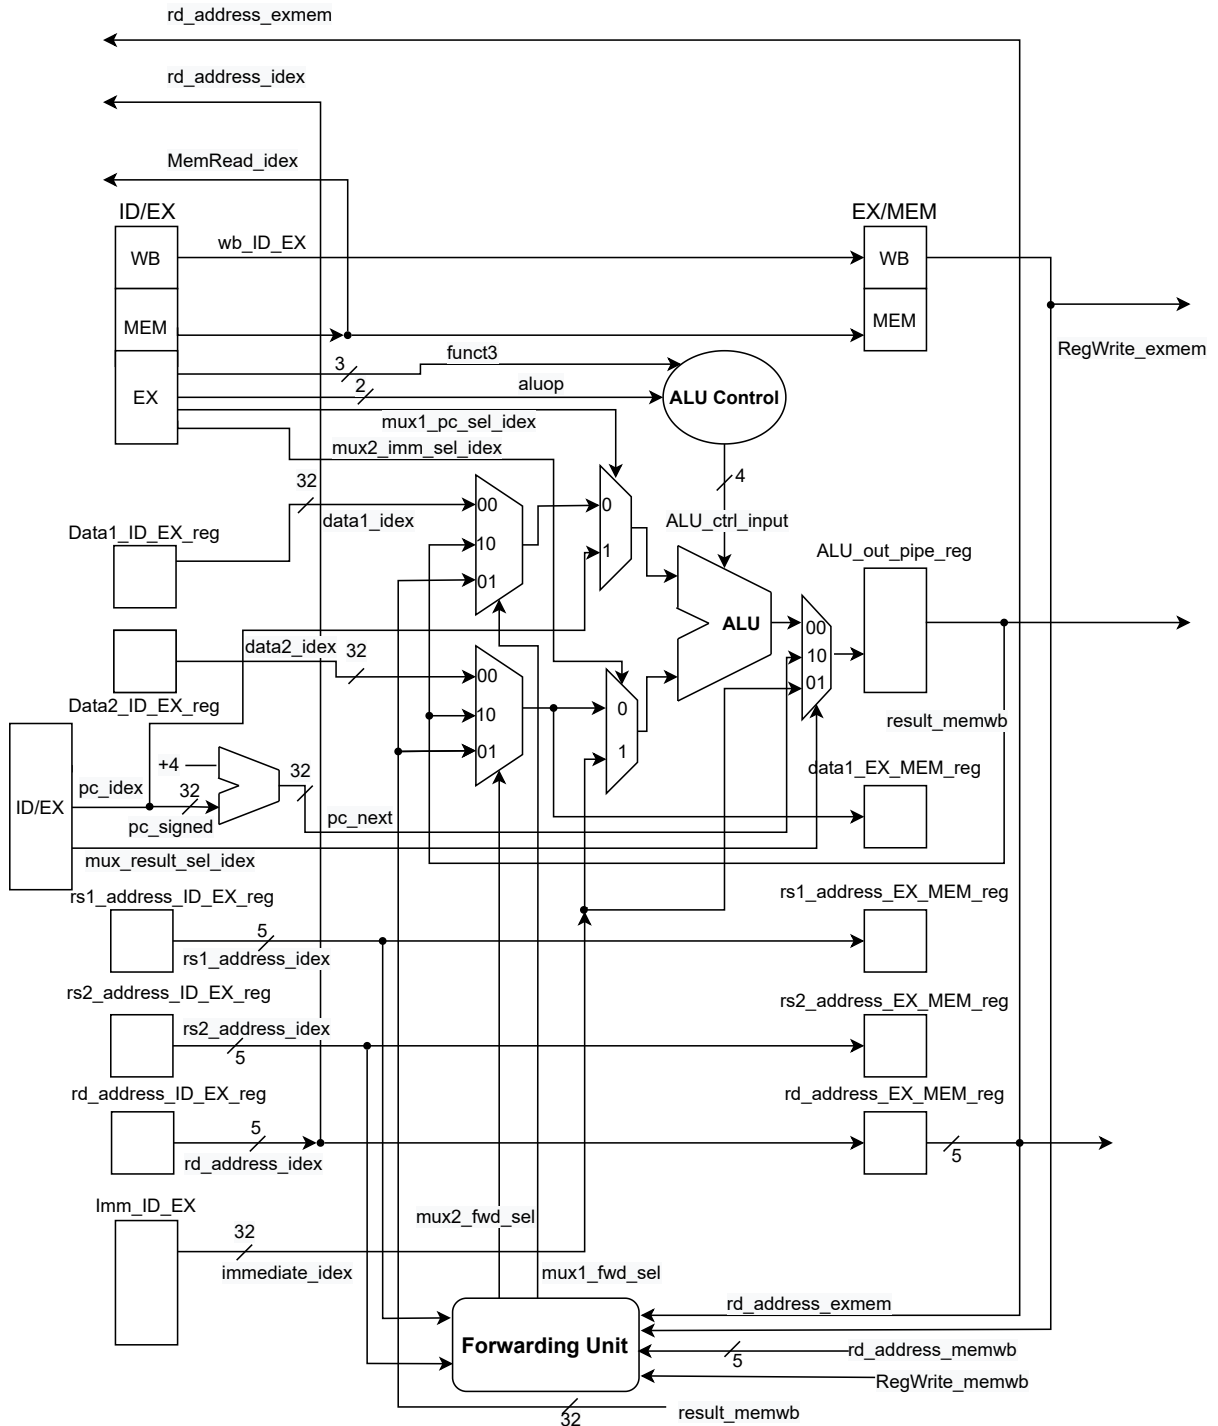 rd_address_exmem
rd_address_idex
MemRead_idex
ID/EX
EX/MEM
wb_ID_EX
WB
WB
MEM
MEM
RegWrite_exmem
funct3
3
2
aluop
EX
ALU Control
mux1_pc_sel_idex
mux2_imm_sel_idex
32
4
00
0
data1_idex
ALU_ctrl_input
Data1_ID_EX_reg
10
1
ALU_out_pipe_reg
01
ALU
00
data2_idex
32
10
00
0
01
Data2_ID_EX_reg
10
result_memwb
01
1
+4
32
data1_EX_MEM_reg
pc_idex
32
ID/EX
pc_signed
pc_next
mux_result_sel_idex
rs1_address_ID_EX_reg
rs1_address_EX_MEM_reg
5
rs1_address_idex
rs2_address_ID_EX_reg
rs2_address_EX_MEM_reg
rs2_address_idex
5
rd_address_ID_EX_reg
rd_address_EX_MEM_reg
5
rd_address_idex
5
Imm_ID_EX
mux2_fwd_sel
32
immediate_idex
mux1_fwd_sel
rd_address_exmem
Forwarding Unit
rd_address_memwb
5
RegWrite_memwb
result_memwb
32